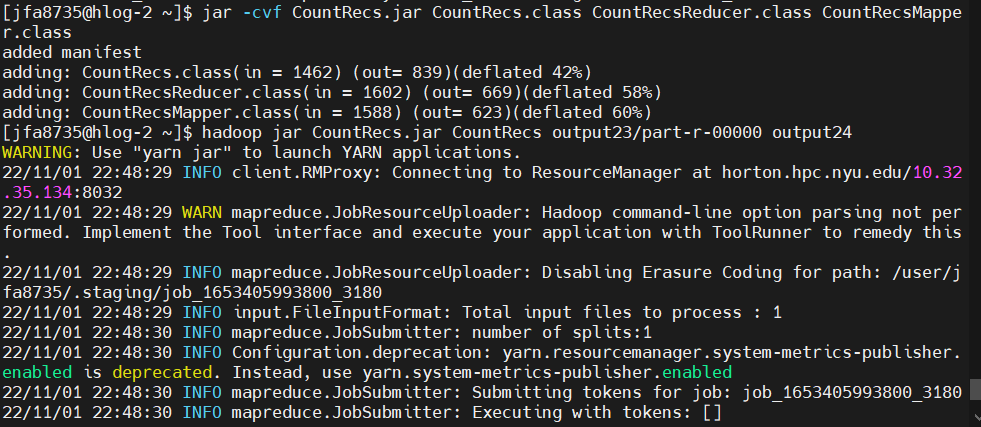 [jfa8735@hlog-2 ~]$ jar -cvf CountRecs.jar CountRecs.class CountRecsReducer.class CountRecsMappe
r.class
added manifest
adding: CountRecs.class(in = 1462) (out= 839)(deflated 42%)
adding: CountRecsReducer.class(in = 1602) (out= 669)(deflated 58%)
adding: CountRecsMapper.class(in = 1588) (out= 623)(deflated 60%)
[jfa8735@hlog-2 ~]$ hadoop jar CountRecs.jar CountRecs output23/part-r-00000 output24
WARNING: Use "yarn jar" to launch YARN applications.
22/11/01 22:48:29 INFO client.RMProxy: Connecting to ResourceManager at horton.hpc.nyu.edu/10.32
.35.134:8032
22/11/01 22:48:29 WARN mapreduce.JobResourceUploader: Hadoop command-line option parsing not per
formed. Implement the Tool interface and execute your application with ToolRunner to remedy this
.
22/11/01 22:48:29 INFO mapreduce.JobResourceUploader: Disabling Erasure Coding for path: /user/j
fa8735/.staging/job_1653405993800_3180
22/11/01 22:48:29 INFO input.FileInputFormat: Total input files to process : 1
22/11/01 22:48:30 INFO mapreduce.JobSubmitter: number of splits:1
22/11/01 22:48:30 INFO Configuration.deprecation: yarn.resourcemanager.system-metrics-publisher.
enabled is deprecated. Instead, use yarn.system-metrics-publisher.enabled
22/11/01 22:48:30 INFO mapreduce.JobSubmitter: Submitting tokens for job: job_1653405993800_3180
22/11/01 22:48:30 INFO mapreduce.JobSubmitter: Executing with tokens: []